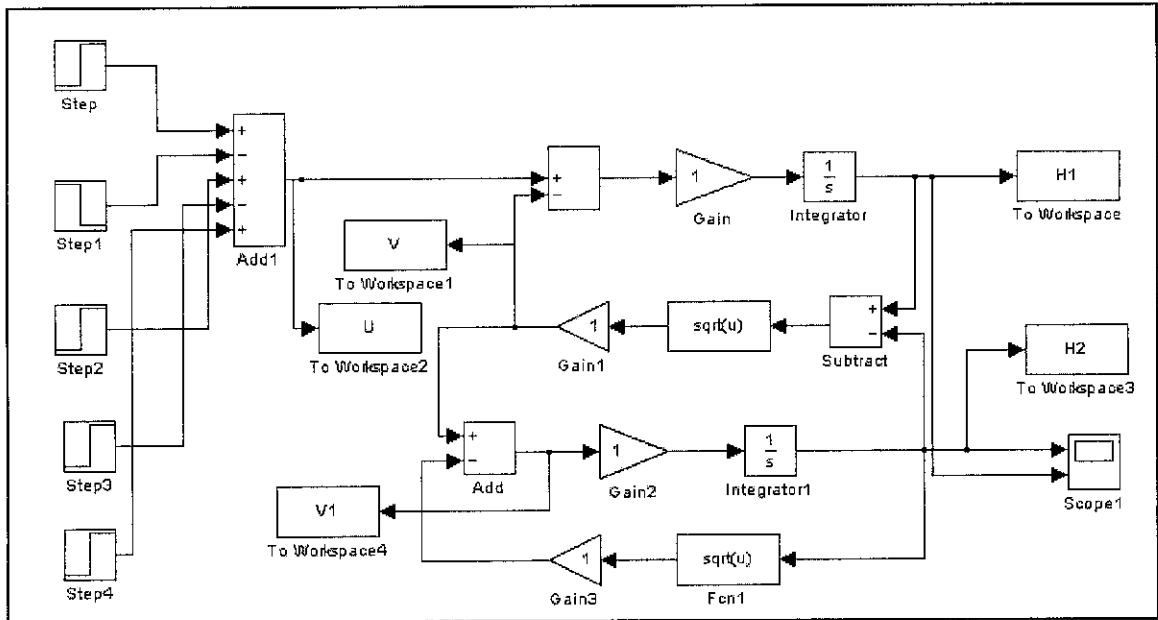 Step
+
−
+
−
+
Add1
Step1
Step2
Step3
Step4
+
−
1
Gain
1
s
Integrator
H1
To Workspace
V
To Workspace1
U
To Workspace2
1
Gain1
sqrt(u)
+
−
Subtract
H2
To Workspace3
+
−
Add
1
Gain2
1
s
Integrator1
Scope1
V1
To Workspace4
1
Gain3
sqrt(u)
Fcn1